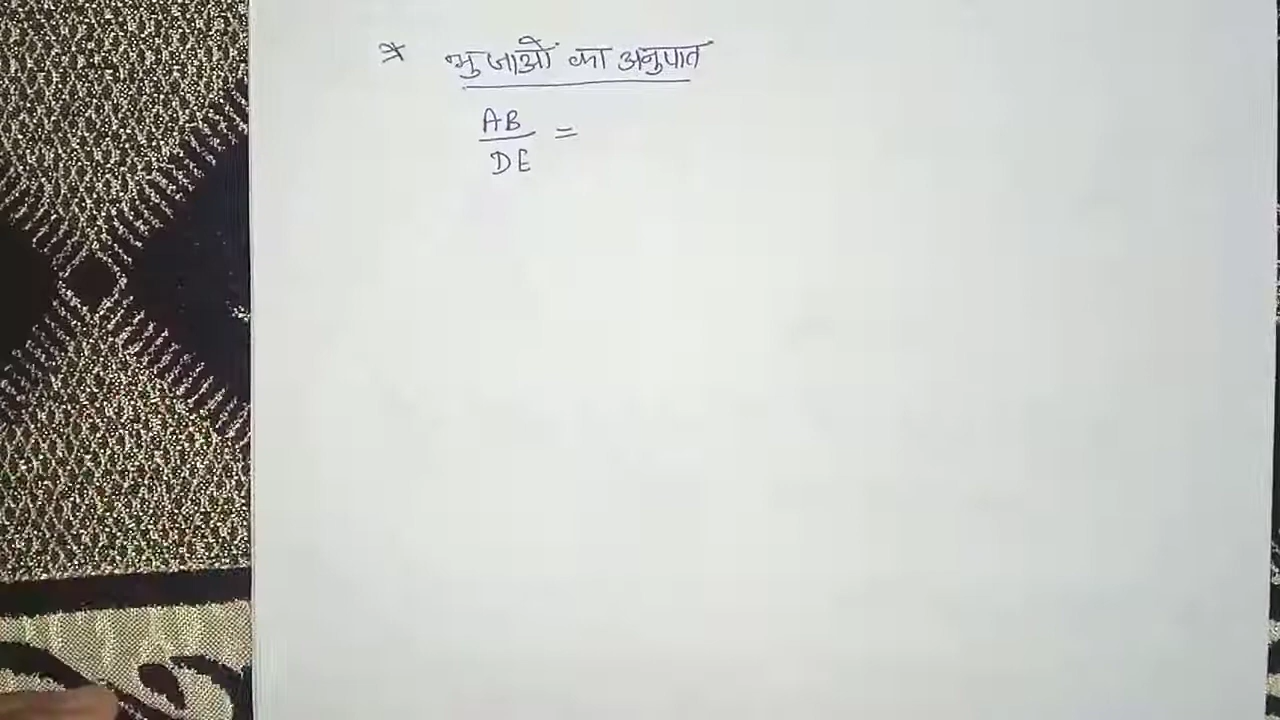 * भुजाओं का अनुपात
AB
DE =